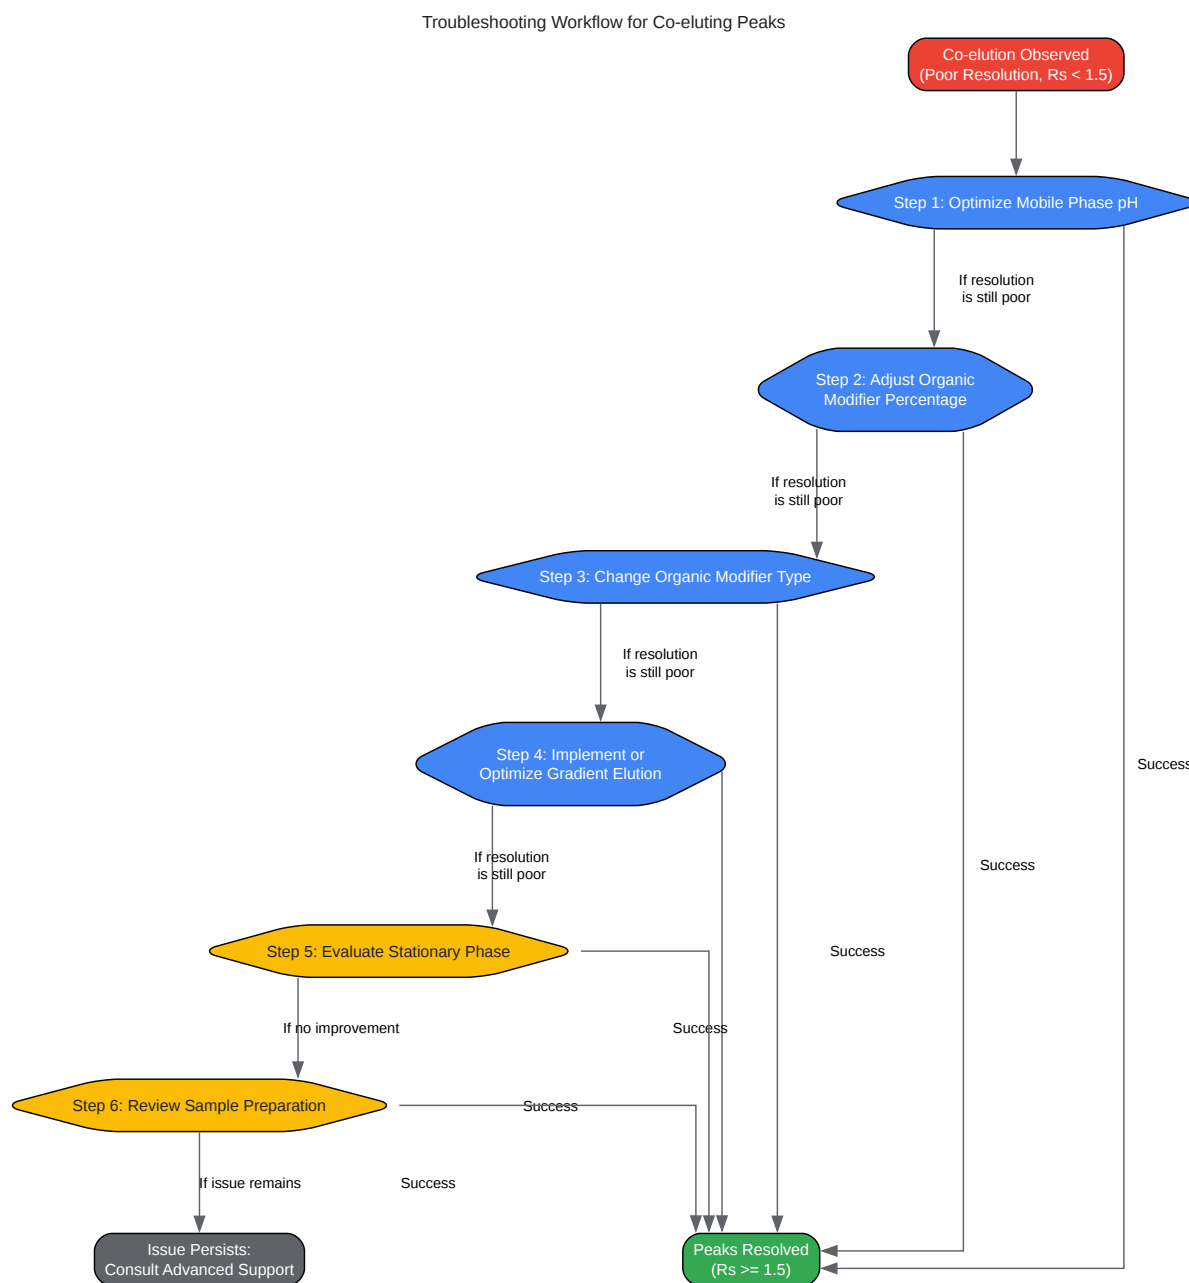 Troubleshooting Workflow for Co-eluting Peaks
Co-elution Observed
(Poor Resolution, Rs < 1.5)
Step 1: Optimize Mobile Phase pH
If resolution
is still poor
Step 2: Adjust Organic
Modifier Percentage
If resolution
is still poor
Step 3: Change Organic Modifier Type
If resolution
is still poor
Step 4: Implement or
Optimize Gradient Elution
Success
If resolution
is still poor
Success
Step 5: Evaluate Stationary Phase
Success
If no improvement
Success
Step 6: Review Sample Preparation
Success
If issue remains
Success
Issue Persists:
Consult Advanced Support
Peaks Resolved
(Rs >= 1.5)